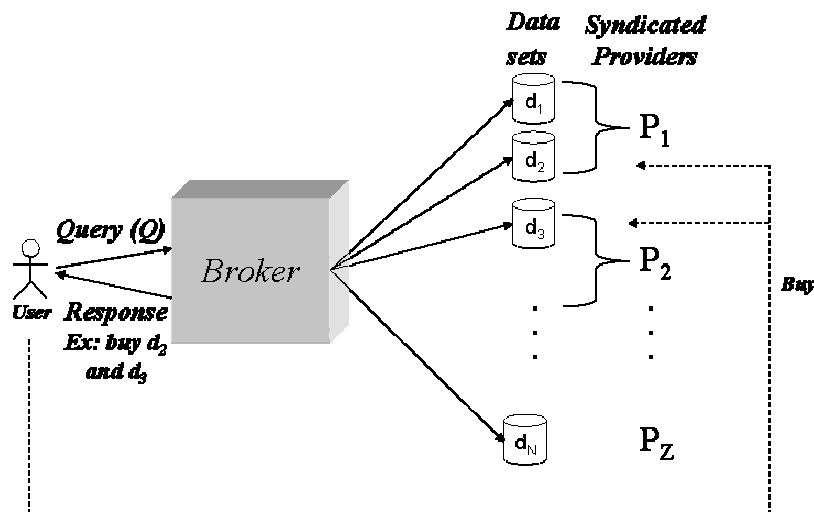 Data sets
Syndicated Providers
d1
P1
d2
Query (Q)
d3
Broker
P2
User
Response
Ex: buy d2
and d3
Buy
dN
PZ